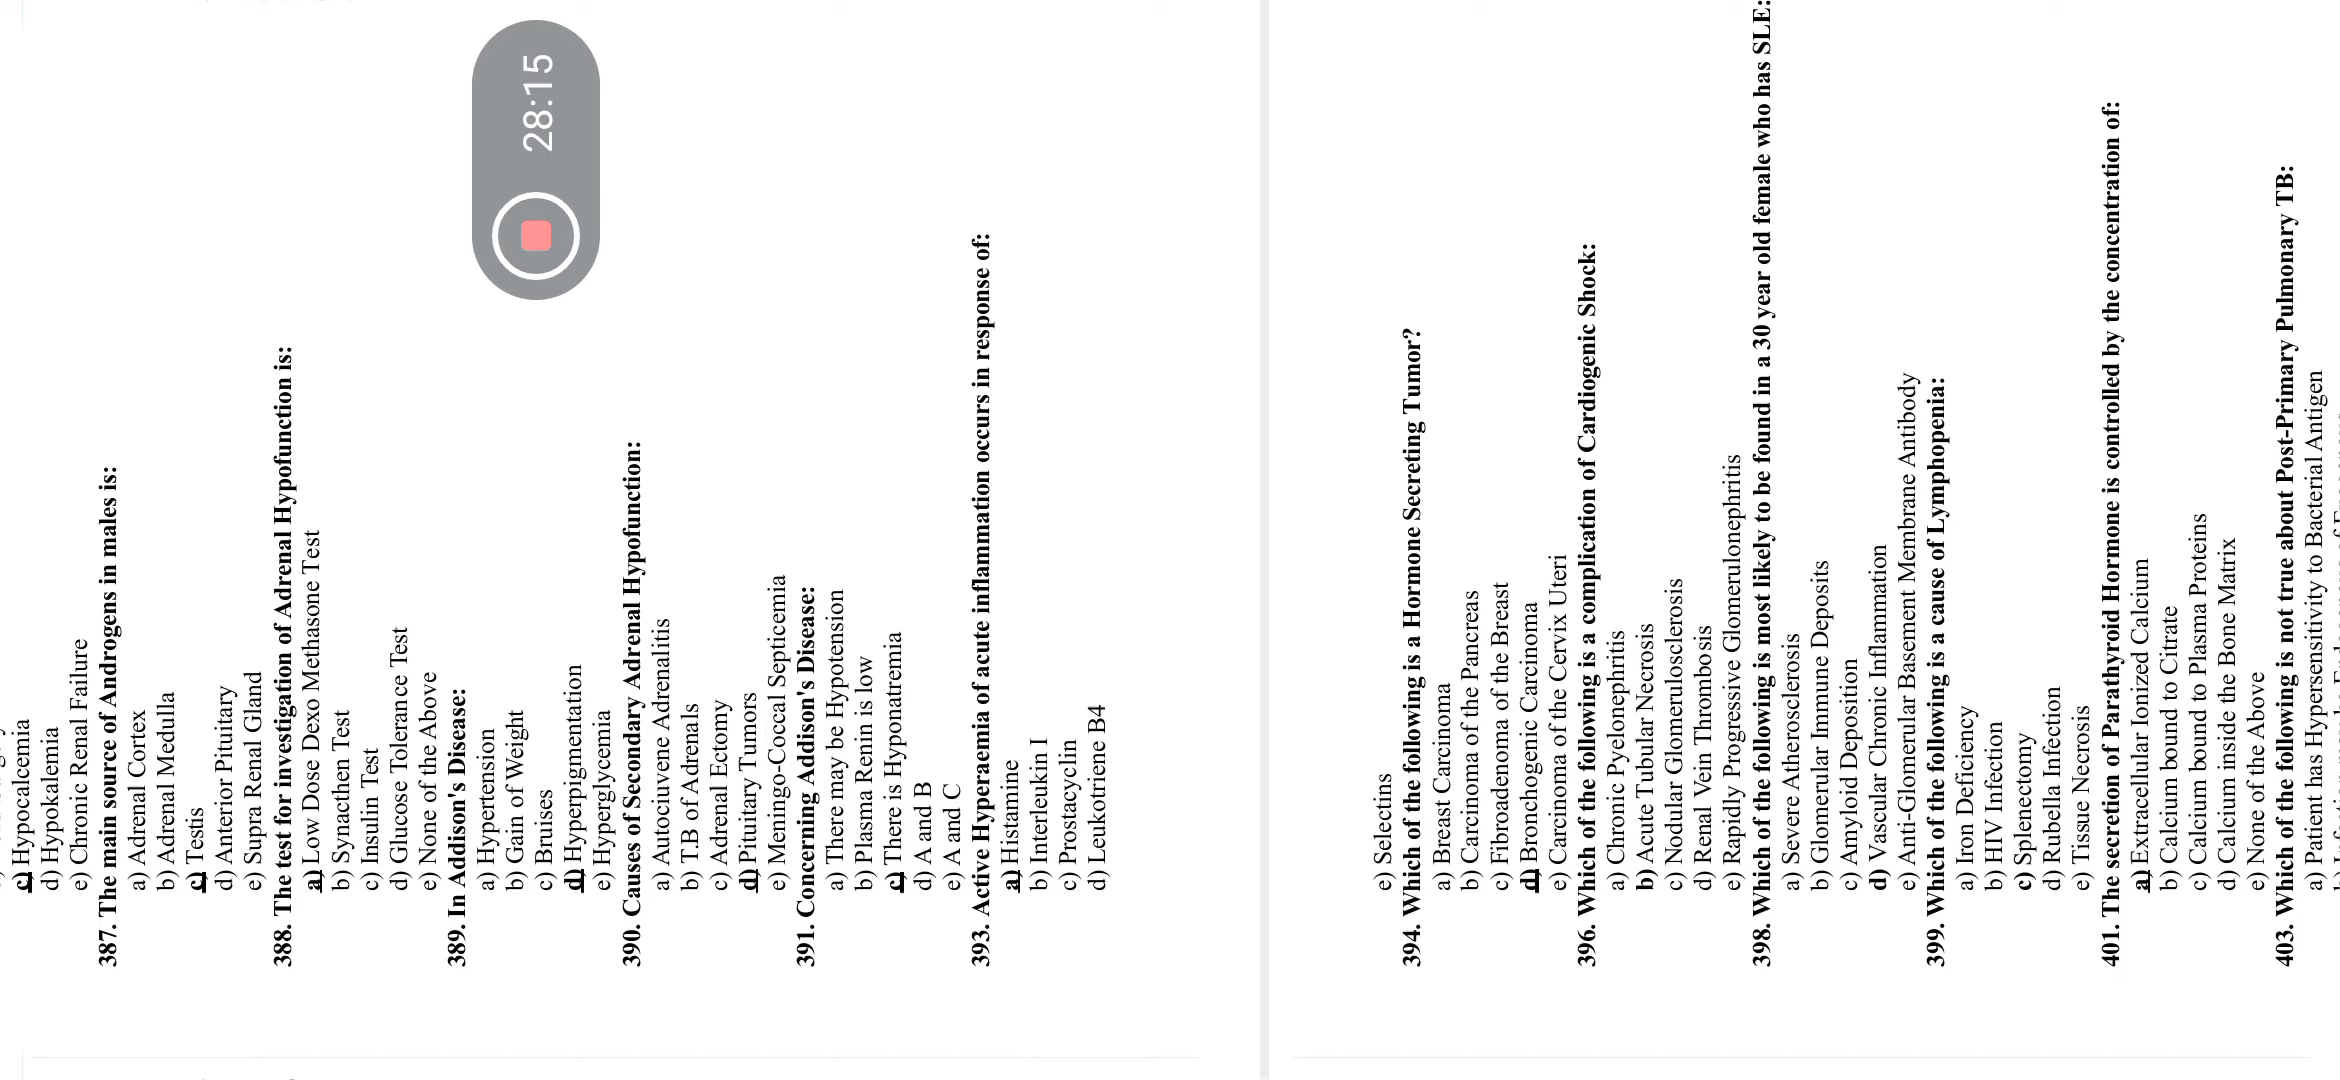 c) Hypocalcemia
d) Hypokalemia
e) Chronic Renal Failure
387. The main source of Androgens in males is:
a) Adrenal Cortex
b) Adrenal Medulla
c) Testis
d) Anterior Pituitary
e) Supra Renal Gland
388. The test for investigation of Adrenal Hypofunction is:
a) Low Dose Dexo Methasone Test
b) Synacthen Test
c) Insulin Test
d) Glucose Tolerance Test
e) None of the Above
389. In Addison's Disease:
a) Hypertension
b) Gain of Weight
c) Bruises
d) Hyperpigmentation
e) Hyperglycemia
390. Causes of Secondary Adrenal Hypofunction:
a) Autociuvene Adrenalitis
b) T.B of Adrenals
c) Adrenal Ectomy
d) Pituitary Tumors
e) Meningo-Coccal Septicemia
391. Concerning Addison's Disease:
a) There may be Hypotension
b) Plasma Renin is low
c) There is Hyponatremia
d) A and B
e) A and C
393. Active Hyperaemia of acute inflammation occurs in response of:
a) Histamine
b) Interleukin I
c) Prostacyclin
d) Leukotriene B4
28:15
e) Selectins
394. Which of the following is a Hormone Secreting Tumor?
a) Breast Carcinoma
b) Carcinoma of the Pancreas
c) Fibroadenoma of the Breast
d) Bronchogenic Carcinoma
e) Carcinoma of the Cervix Uteri
396. Which of the following is a complication of Cardiogenic Shock:
a) Chronic Pyelonephritis
b) Acute Tubular Necrosis
c) Nodular Glomerulosclerosis
d) Renal Vein Thrombosis
e) Rapidly Progressive Glomerulonephritis
398. Which of the following is most likely to be found in a 30 year old female who has SLE:
a) Severe Atherosclerosis
b) Glomerular Immune Deposits
c) Amyloid Deposition
d) Vascular Chronic Inflammation
e) Anti-Glomerular Basement Membrane Antibody
399. Which of the following is a cause of Lymphopenia:
a) Iron Deficiency
b) HIV Infection
c) Splenectomy
d) Rubella Infection
e) Tissue Necrosis
401. The secretion of Parathyroid Hormone is controlled by the concentration of:
a) Extracellular Ionized Calcium
b) Calcium bound to Citrate
c) Calcium bound to Plasma Proteins
d) Calcium inside the Bone Matrix
e) None of the Above
403. Which of the following is not true about Post-Primary Pulmonary TB:
a) Patient has Hypersensitivity to Bacterial Antigen